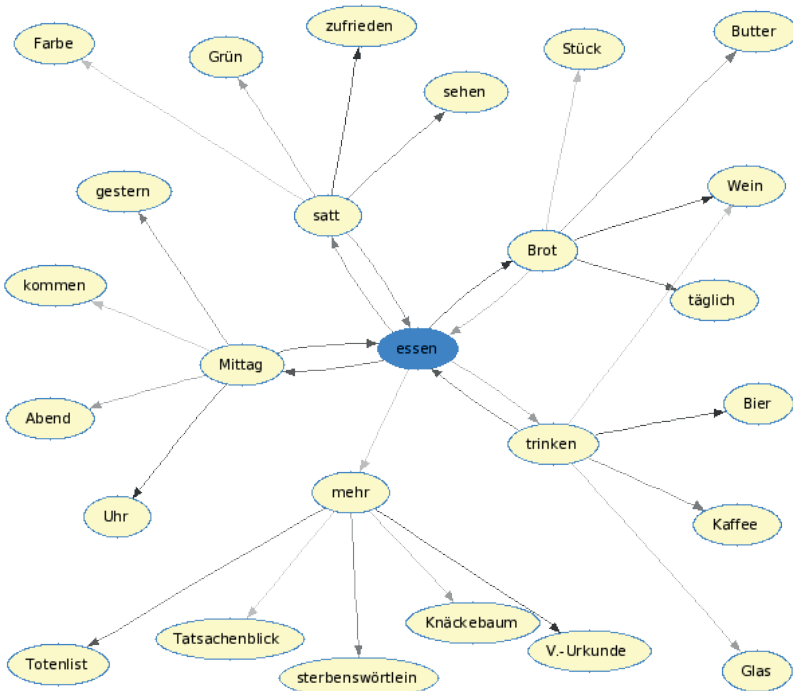 zufrieden
Butter
Farbe
Stück
Grün
sehen
Wein
gestern
satt
Brot
kommen
täglich
essen
Mittag
Bier
Abend
trinken
mehr
Uhr
Kaffee
Knäckebaum
Tatsachenblick
V.-Urkunde
Totenlist
Glas
sterbenswörtlein